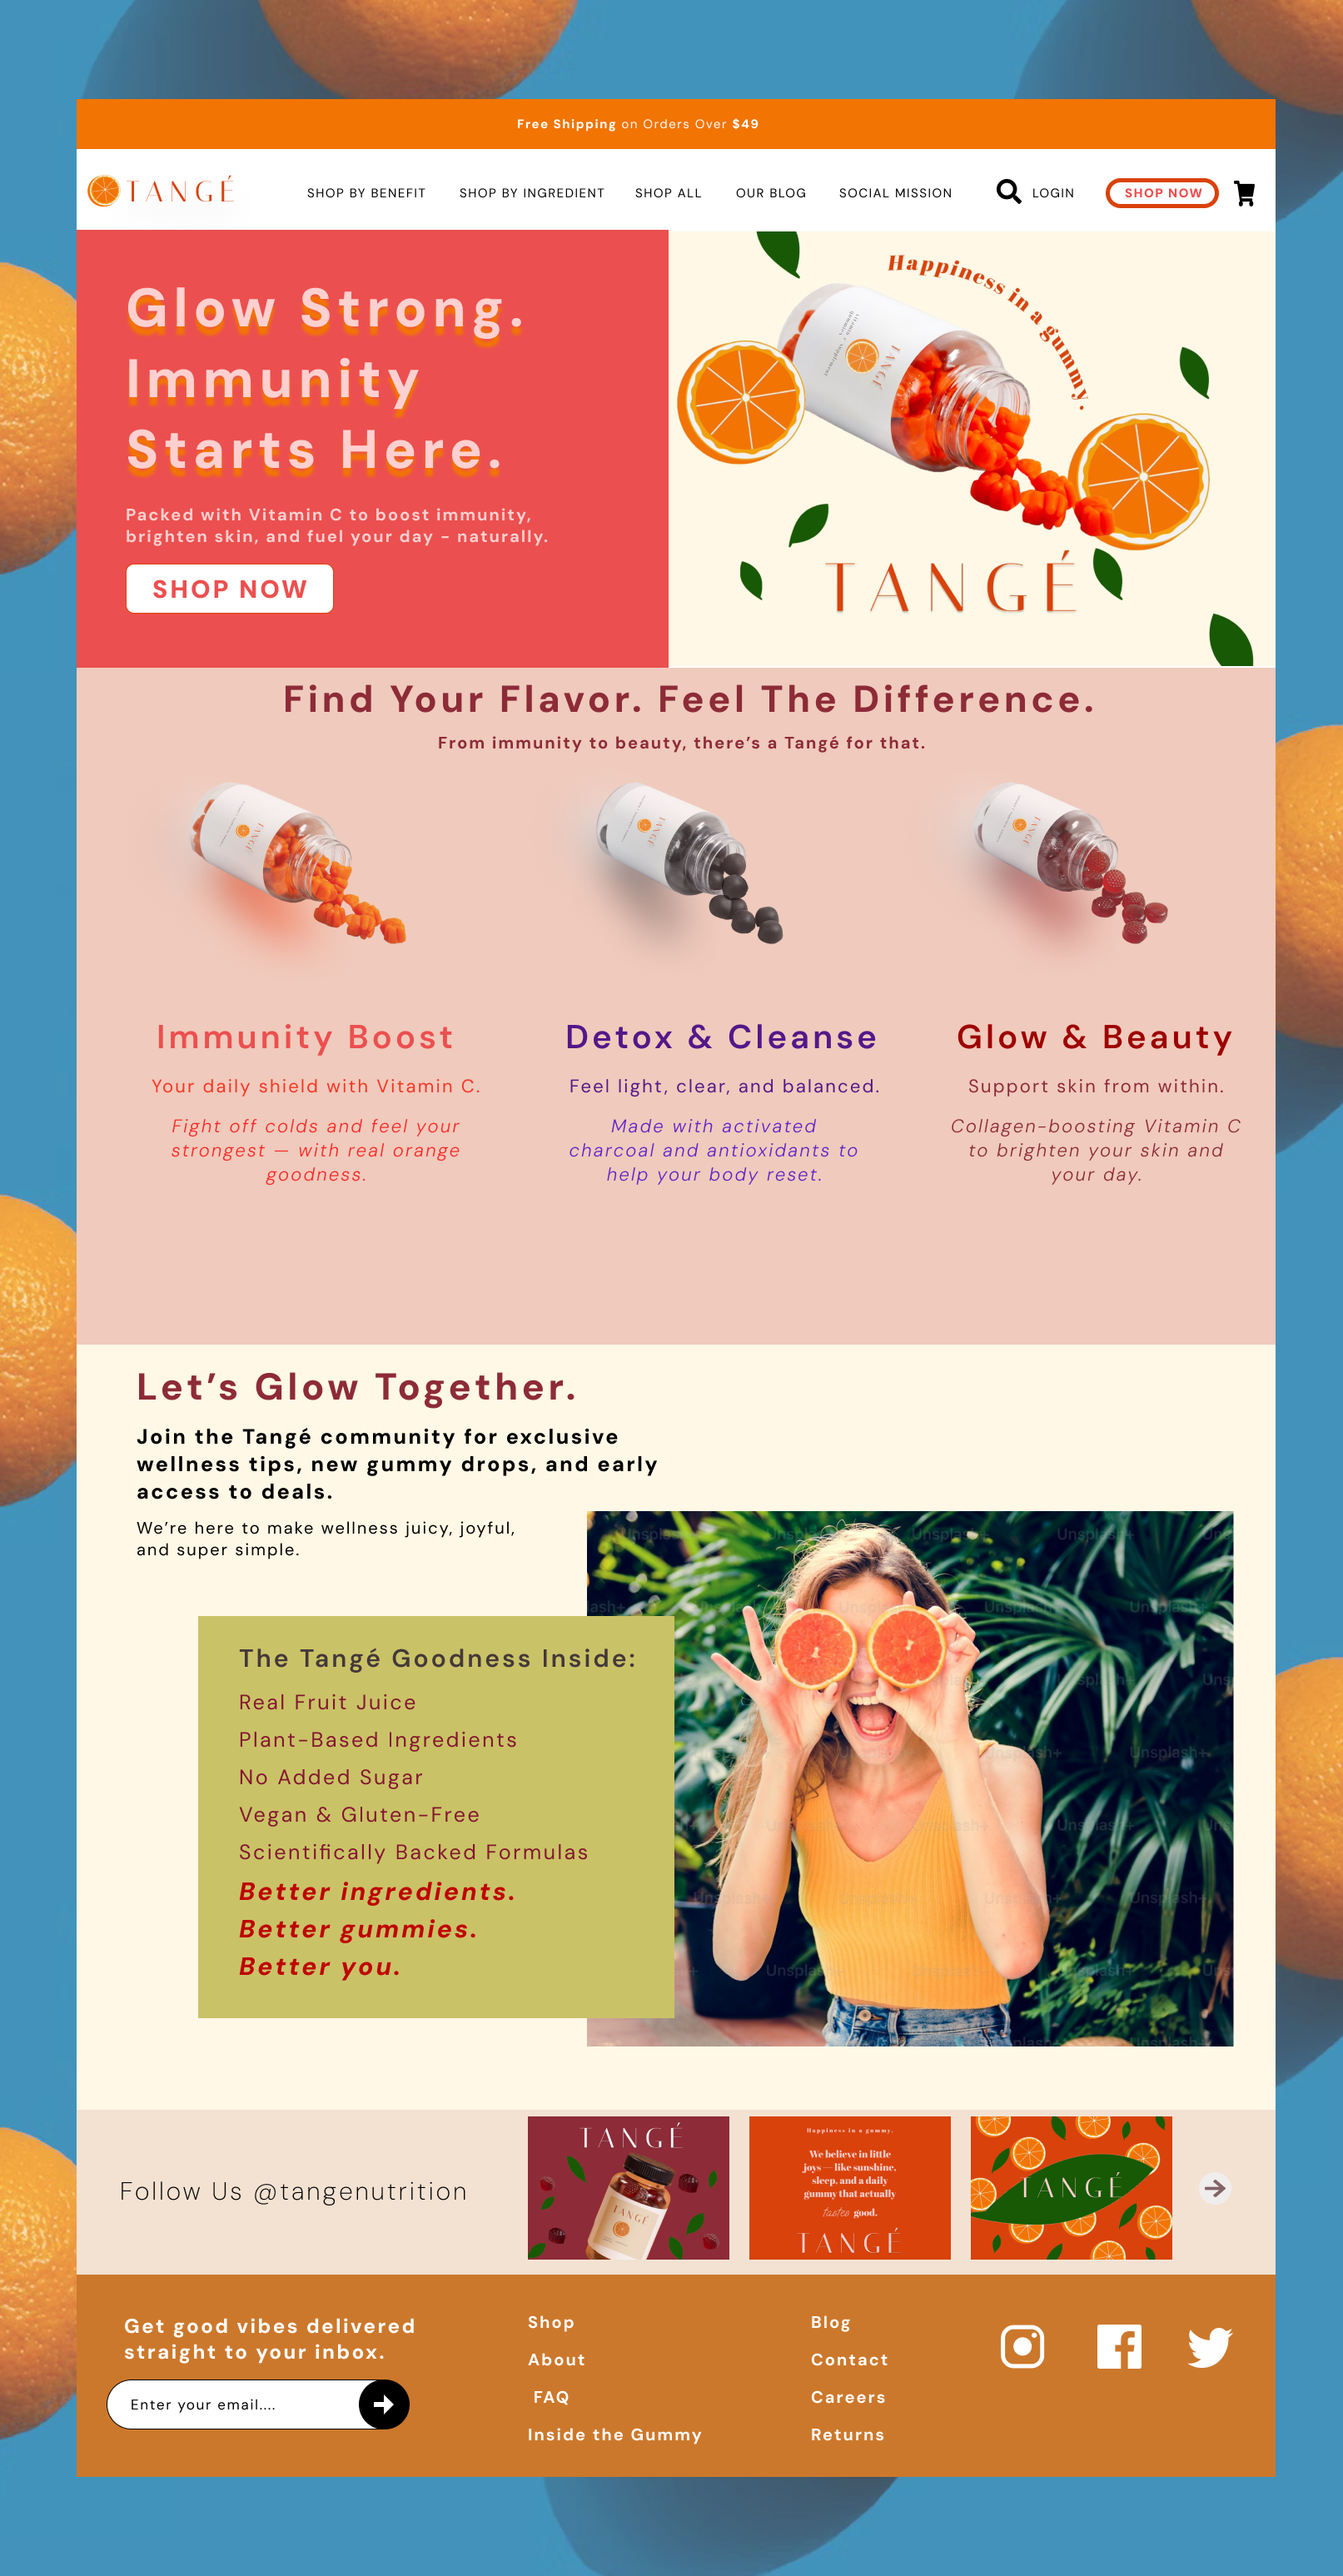 Free Shipping on Orders Over $49
TANGÉ
SHOP BY BENEFIT
SHOP BY INGREDIENT
SHOP ALL
OUR BLOG
SOCIAL MISSION
LOGIN
SHOP NOW
Glow Strong.
Immunity
Starts Here.
Packed with Vitamin C to boost immunity,
brighten skin, and fuel your day - naturally.
SHOP NOW
Happiness in a gummy.
TANGÉ
TANGÉ
Find Your Flavor. Feel The Difference.
From immunity to beauty, there’s a Tangé for that.
TANGÉ
TANGÉ
TANGÉ
Immunity Boost
Your daily shield with Vitamin C.
Fight off colds and feel your
strongest — with real orange
goodness.
Detox & Cleanse
Feel light, clear, and balanced.
Made with activated
charcoal and antioxidants to
help your body reset.
Glow & Beauty
Support skin from within.
Collagen-boosting Vitamin C
to brighten your skin and
your day.
Let’s Glow Together.
Join the Tangé community for exclusive
wellness tips, new gummy drops, and early
access to deals.
We’re here to make wellness juicy, joyful,
and super simple.
Unsplash+
The Tangé Goodness Inside:
Real Fruit Juice
Plant-Based Ingredients
No Added Sugar
Vegan & Gluten-Free
Scientifically Backed Formulas
Better ingredients.
Better gummies.
Better you.
Follow Us @tangenutrition
TANGÉ
TANGÉ
Happiness in a gummy.
We believe in little
joys — like sunshine,
sleep, and a daily
gummy that actually
tastes good.
TANGÉ
TANGÉ
Get good vibes delivered
straight to your inbox.
Enter your email....
Shop
About
FAQ
Inside the Gummy
Blog
Contact
Careers
Returns